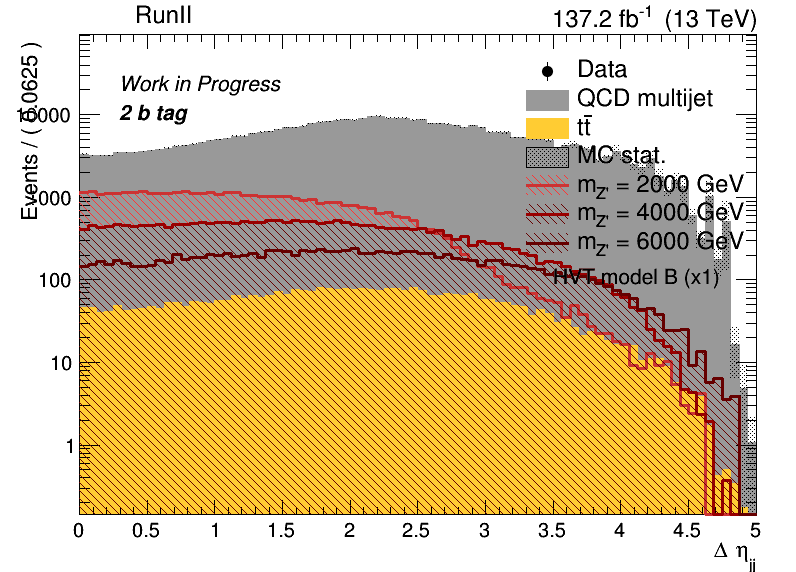 RunII
137.2 fb⁻¹ (13 TeV)
Events / ( 0.0625 )
Work in Progress
2 b tag
Data
QCD multijet
tt̄
MC stat.
m_Z' = 2000 GeV
m_Z' = 4000 GeV
m_Z' = 6000 GeV
HVT model B (x1)
10000
1000
100
10
1
0 0.5 1 1.5 2 2.5 3 3.5 4 4.5 5
Δ η_jj